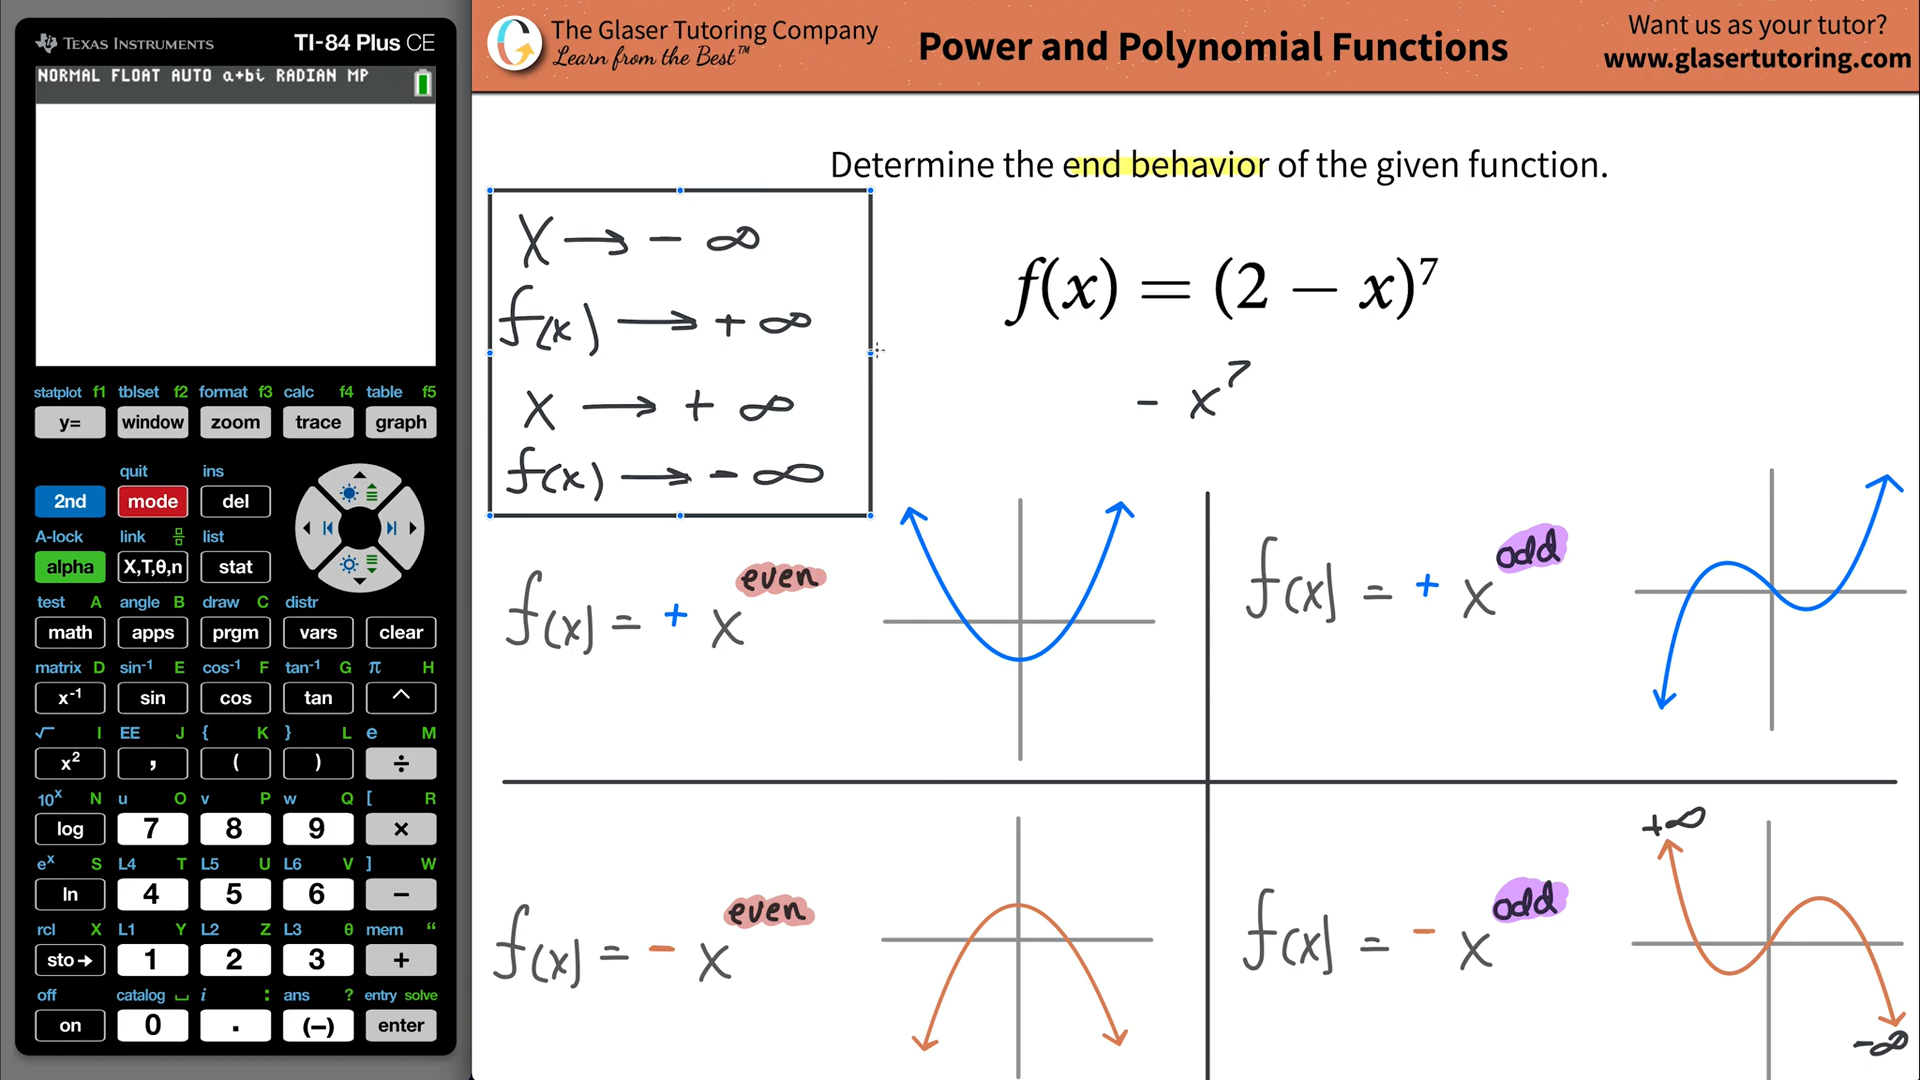 TEXAS INSTRUMENTS TI-84 Plus CE
NORMAL FLOAT AUTO a+bi RADIAN MP
statplot f1 tblset f2 format f3 calc f4 table f5
y= window zoom trace graph
quit ins
2nd mode del
A-lock link list
alpha X,T,θ,n stat
test A angle B draw C distr
math apps prgm vars clear
matrix D sin⁻¹ E cos⁻¹ F tan⁻¹ G π H
x⁻¹ sin cos tan ^
√ I EE J { K } L e M
x² , ( ) ÷
10ˣ N u O v P w Q [ R
log 7 8 9 ×
eˣ S L4 T L5 U L6 V ] W
ln 4 5 6 −
rcl X L1 Y L2 Z L3 θ mem "
sto→ 1 2 3 +
off catalog ⎵ i : ans ? entry solve
on 0 . (−) enter
The Glaser Tutoring Company
Learn from the Best™
Power and Polynomial Functions
Want us as your tutor?
www.glasertutoring.com
Determine the end behavior of the given function.
f(x) = (2 − x)⁷
− x⁷
X → − ∞
f(x) → + ∞
X → + ∞
f(x) → − ∞
f(x) = + x^even
f(x) = + x^odd
f(x) = − x^even
f(x) = − x^odd
+∞
−∞